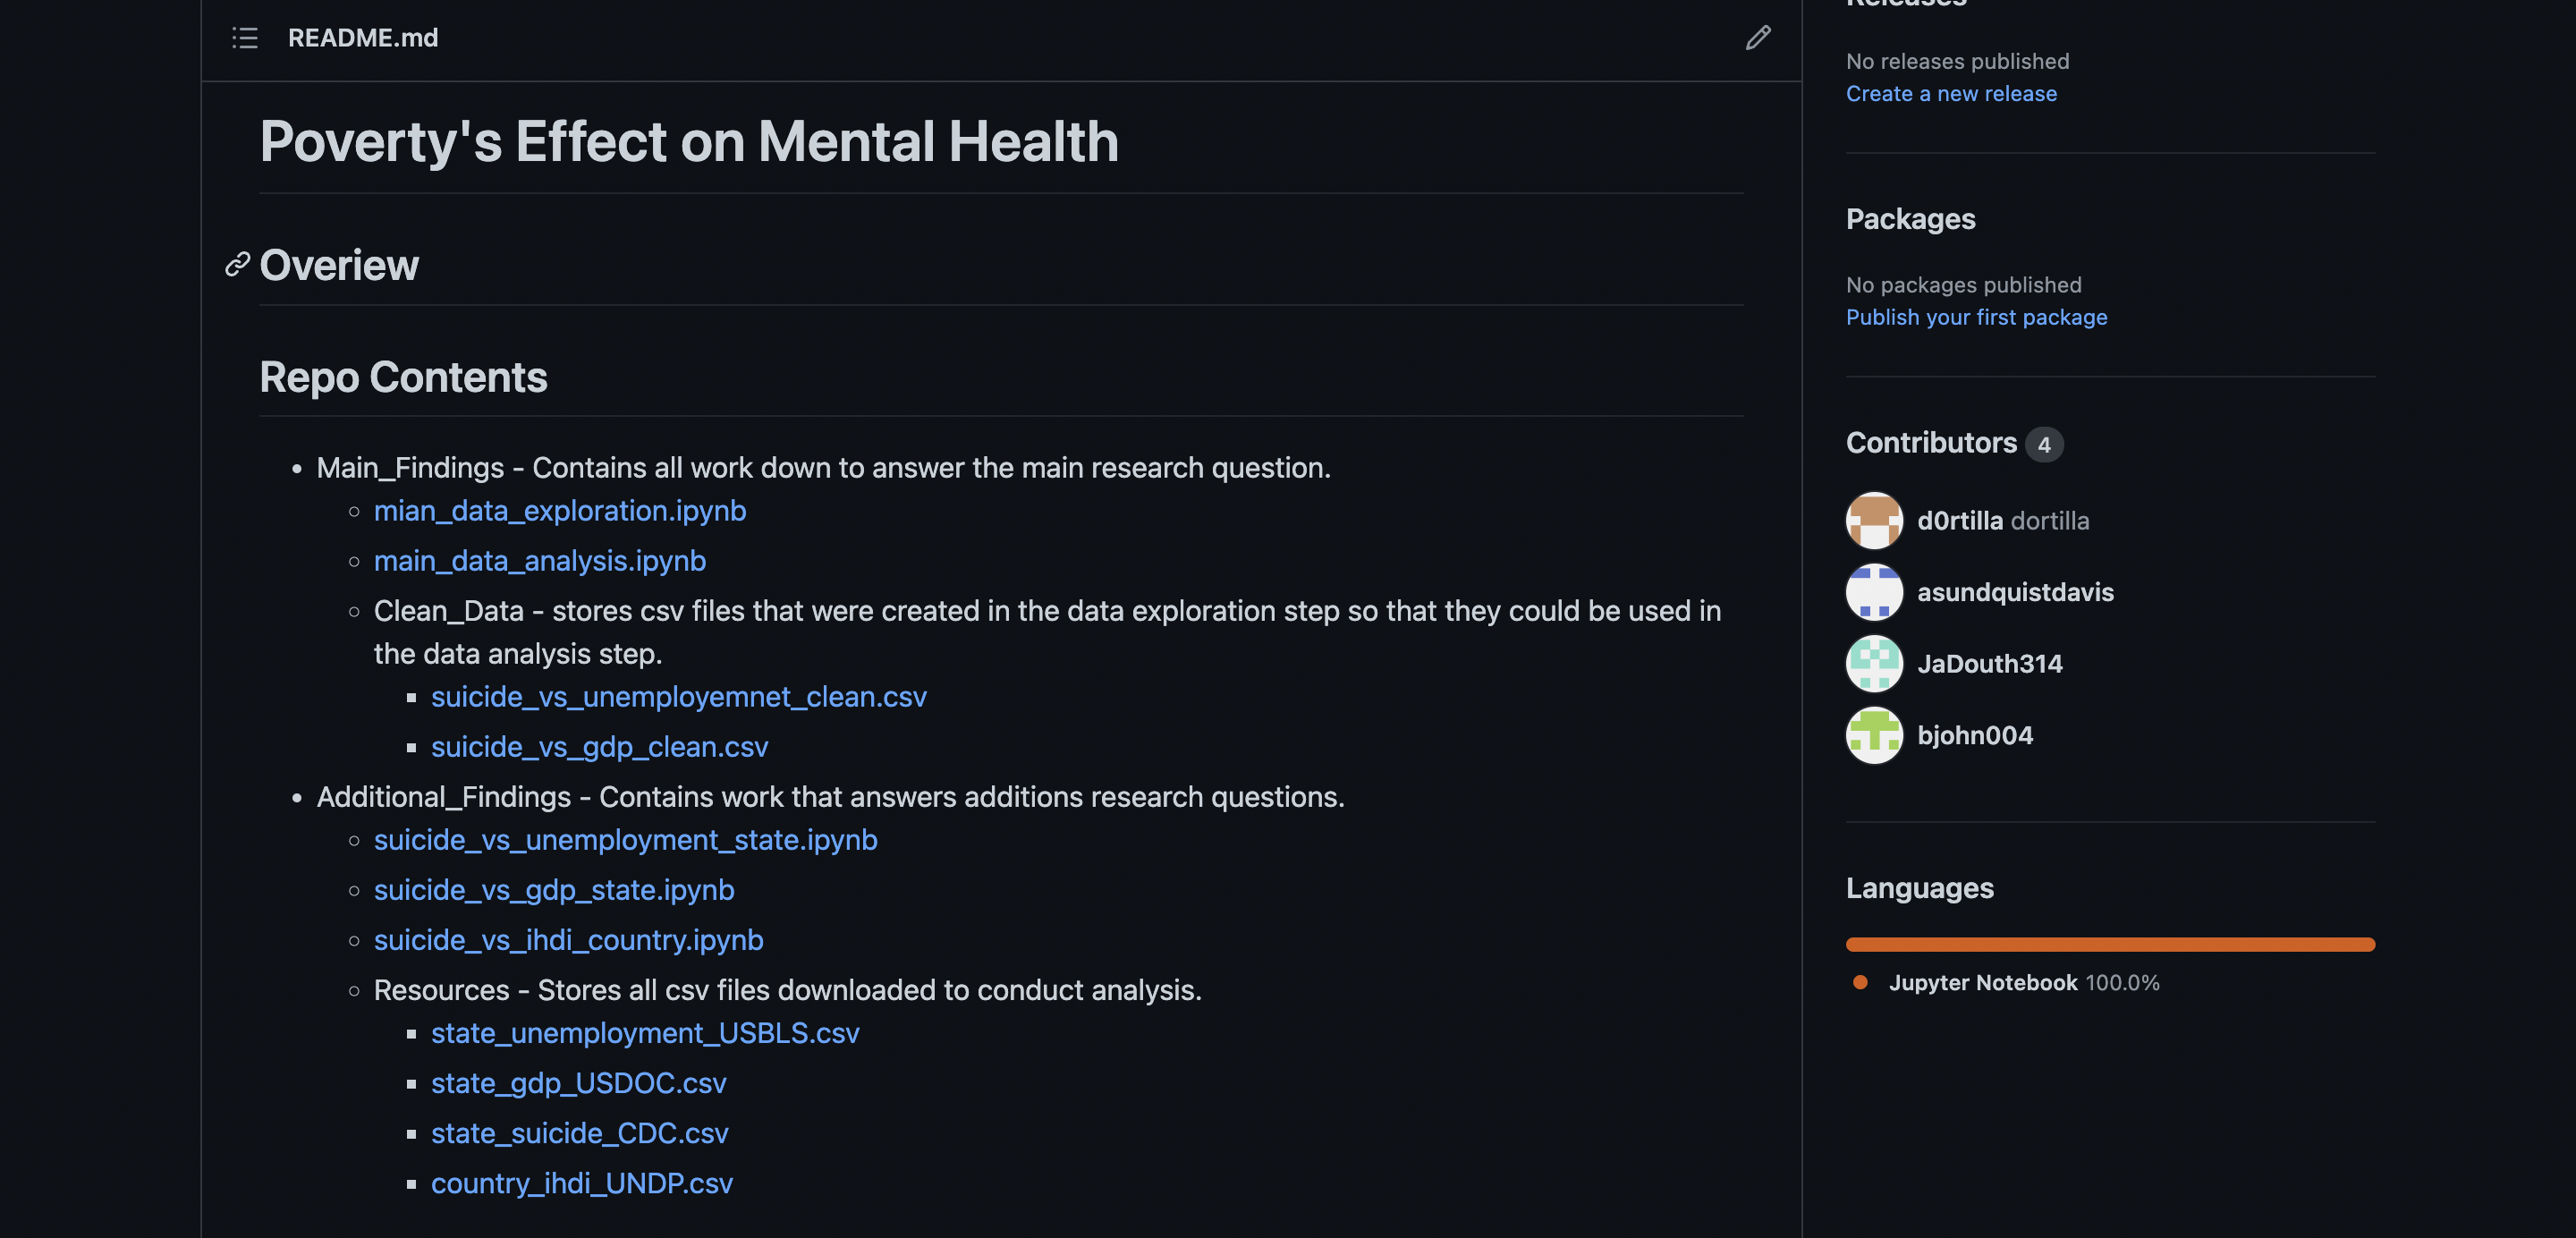 README.md
Poverty's Effect on Mental Health
Overiew
Repo Contents
Main_Findings - Contains all work down to answer the main research question.
mian_data_exploration.ipynb
main_data_analysis.ipynb
Clean_Data - stores csv files that were created in the data exploration step so that they could be used in
the data analysis step.
suicide_vs_unemployemnet_clean.csv
suicide_vs_gdp_clean.csv
Additional_Findings - Contains work that answers additions research questions.
suicide_vs_unemployment_state.ipynb
suicide_vs_gdp_state.ipynb
suicide_vs_ihdi_country.ipynb
Resources - Stores all csv files downloaded to conduct analysis.
state_unemployment_USBLS.csv
state_gdp_USDOC.csv
state_suicide_CDC.csv
country_ihdi_UNDP.csv
Releases
No releases published
Create a new release
Packages
No packages published
Publish your first package
Contributors 4
d0rtilla dortilla
asundquistdavis
JaDouth314
bjohn004
Languages
Jupyter Notebook 100.0%